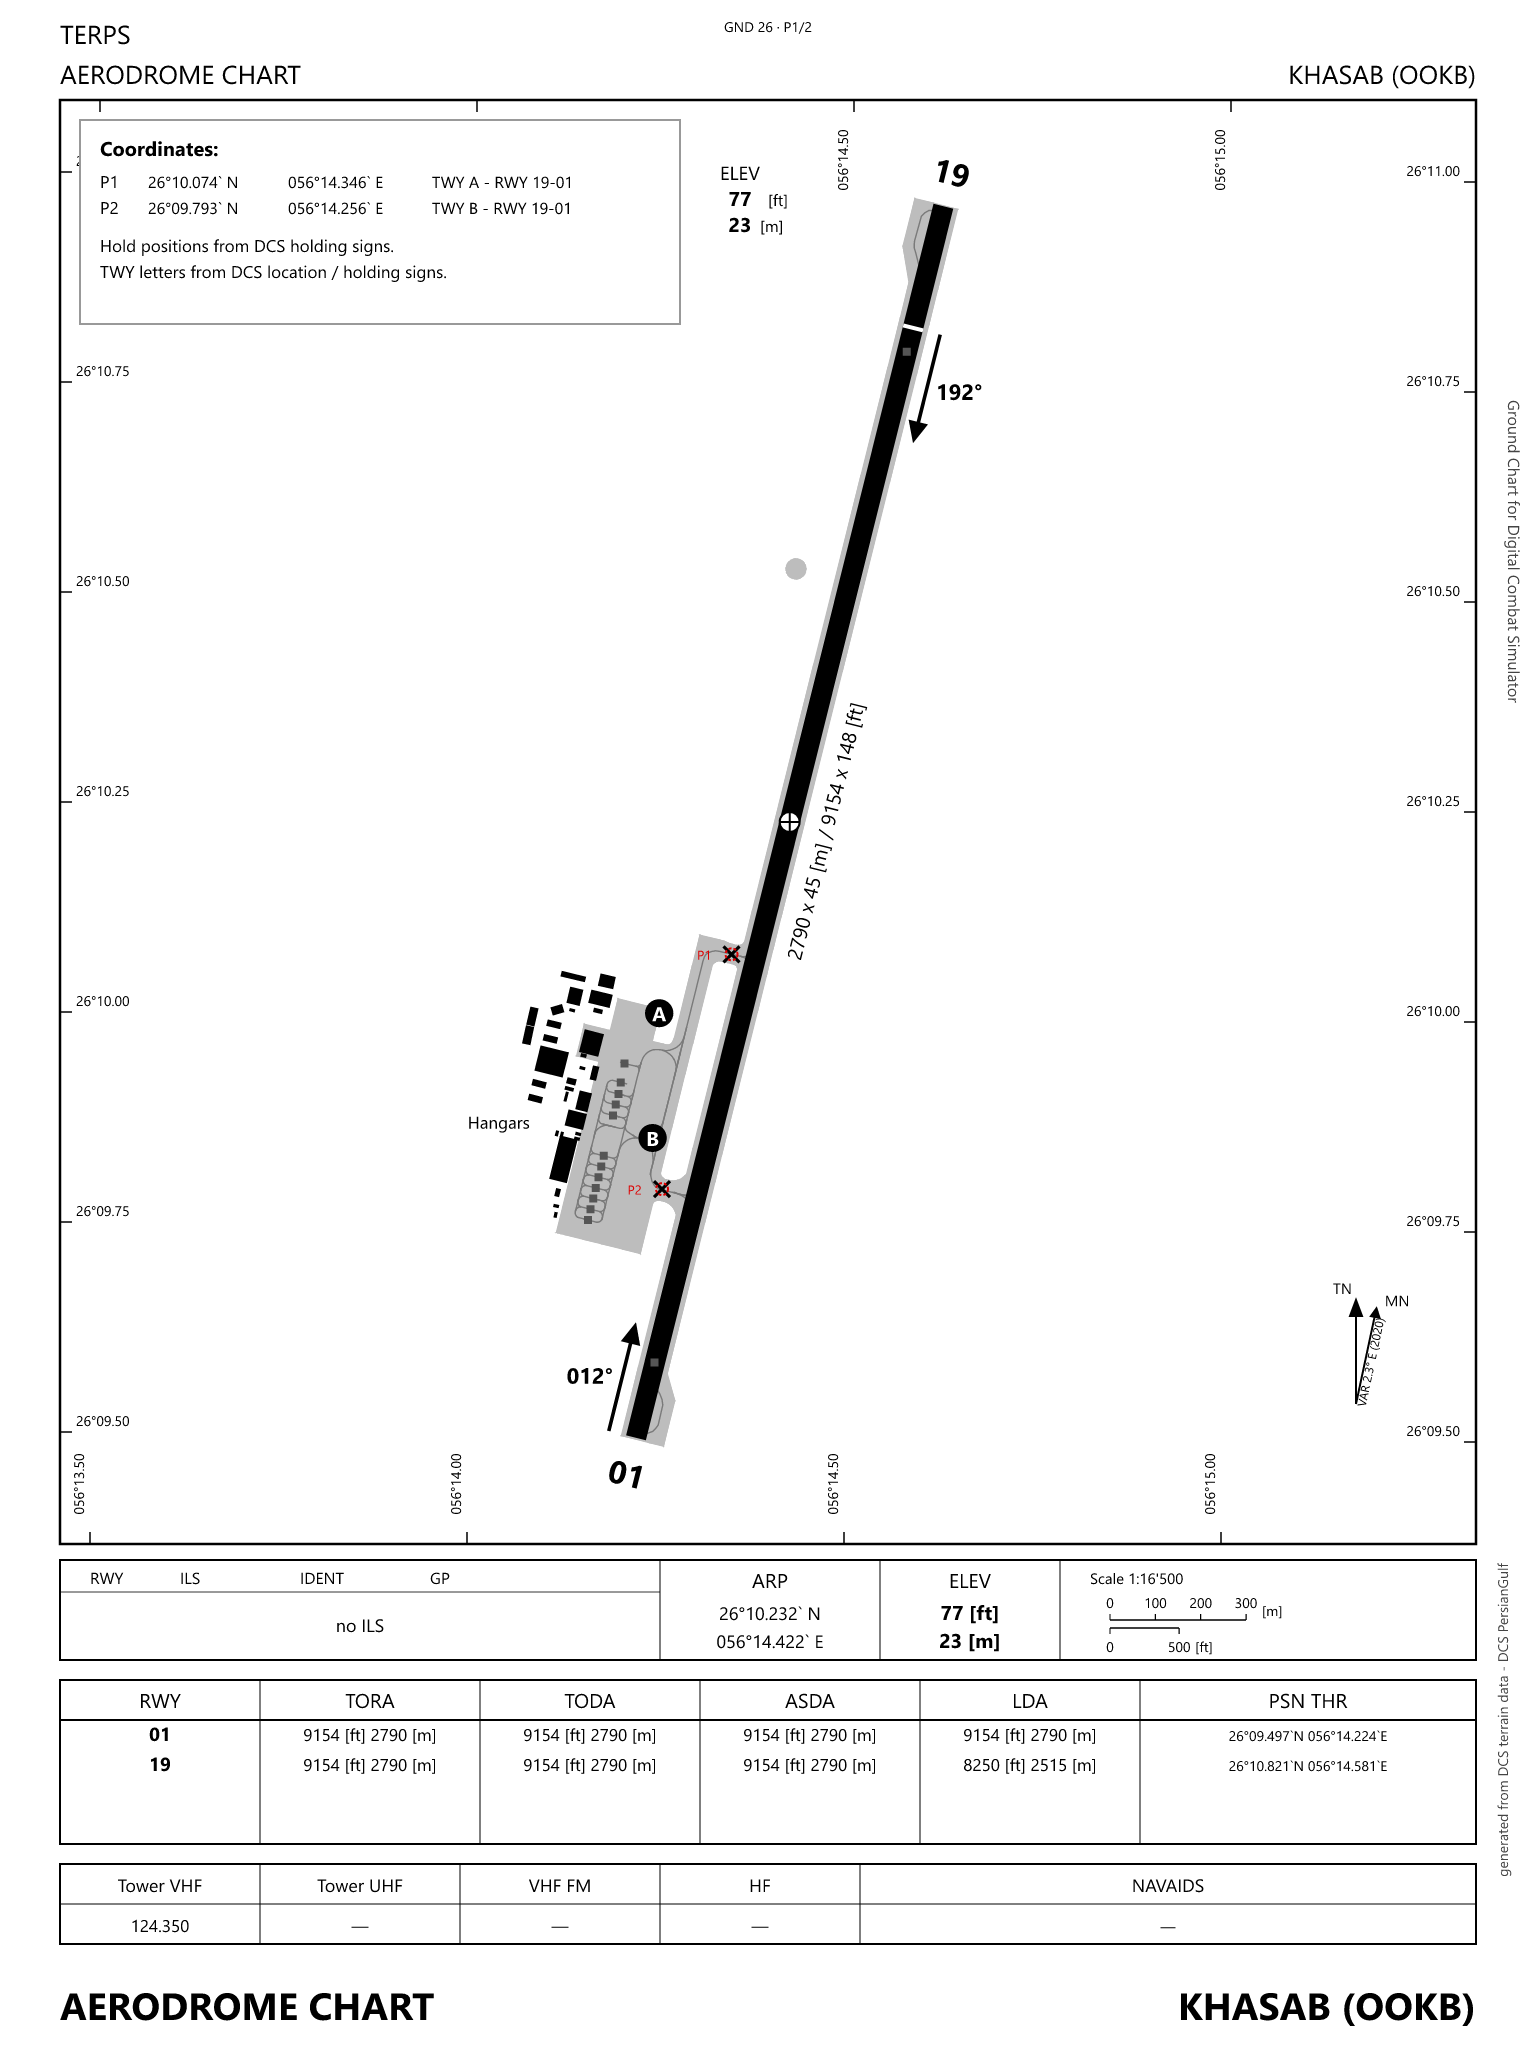 GND 26 · P1/2
TERPS
AERODROME CHART
KHASAB (OOKB)
Coordinates:
P1 26°10.074` N 056°14.346` E TWY A - RWY 19-01
P2 26°09.793` N 056°14.256` E TWY B - RWY 19-01
Hold positions from DCS holding signs.
TWY letters from DCS location / holding signs.
ELEV
77 [ft]
23 [m]
056°14.50
056°15.00
19
26°11.00
26°10.75
26°10.75
192°
26°10.50
26°10.50
2790 x 45 [m] / 9154 x 148 [ft]
26°10.25
26°10.25
P1
26°10.00
26°10.00
A
Hangars
B
P2
26°09.75
26°09.75
TN
MN
VAR 2.3° E (2020)
012°
26°09.50
26°09.50
01
056°13.50
056°14.00
056°14.50
056°15.00
Ground Chart for Digital Combat Simulator
RWY ILS IDENT GP
no ILS
ARP
26°10.232` N
056°14.422` E
ELEV
77 [ft]
23 [m]
Scale 1:16'500
0 100 200 300 [m]
0 500 [ft]
RWY TORA TODA ASDA LDA PSN THR
01 9154 [ft] 2790 [m] 9154 [ft] 2790 [m] 9154 [ft] 2790 [m] 9154 [ft] 2790 [m] 26°09.497`N 056°14.224`E
19 9154 [ft] 2790 [m] 9154 [ft] 2790 [m] 9154 [ft] 2790 [m] 8250 [ft] 2515 [m] 26°10.821`N 056°14.581`E
generated from DCS terrain data - DCS PersianGulf
Tower VHF Tower UHF VHF FM HF NAVAIDS
124.350 — — — —
AERODROME CHART
KHASAB (OOKB)